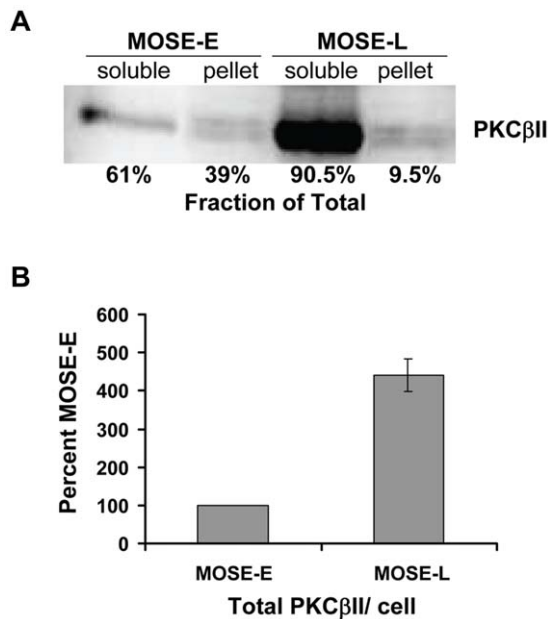 A
MOSE-E MOSE-L
soluble pellet soluble pellet
PKCβII
61% 39% 90.5% 9.5%
Fraction of Total
B
Percent MOSE-E
600
500
400
300
200
100
0
MOSE-E MOSE-L
Total PKCβII/ cell